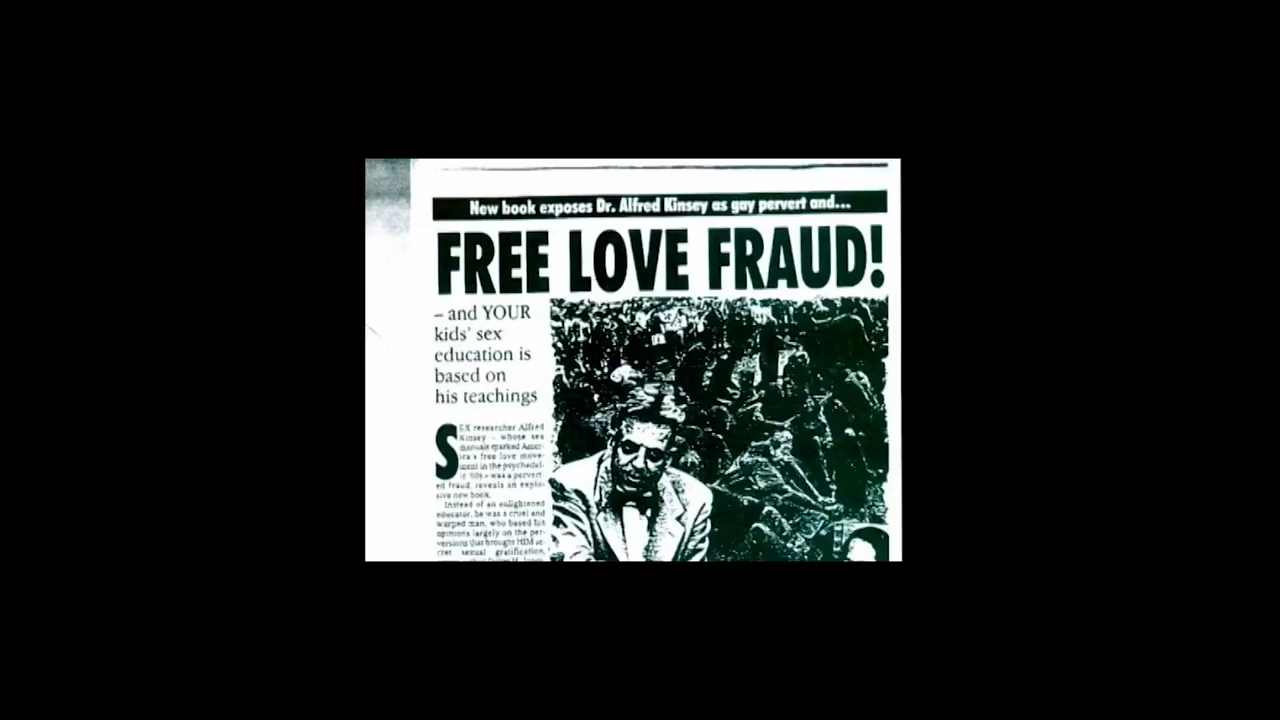 New book exposes Dr. Alfred Kinsey as gay pervert and...
FREE LOVE FRAUD!
– and YOUR
kids' sex
education is
based on
his teachings
SEX researcher Alfred
Kinsey – whose sex
manuals sparked Amer-
ica's free love move-
ment in the psychedel-
ic '60s – was a pervert-
ed fraud, reveals an explo-
sive new book.
Instead of an enlightened
educator, he was a cruel and
warped man, who based his
opinions largely on the per-
versions that brought HIM se-
cret sexual gratification,